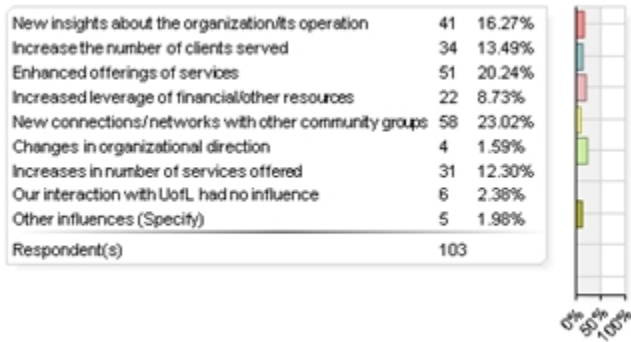 New insights about the organization/its operation 41 16.27%
Increase the number of clients served 34 13.49%
Enhanced offerings of services 51 20.24%
Increased leverage of financial/other resources 22 8.73%
New connections/networks with other community groups 58 23.02%
Changes in organizational direction 4 1.59%
Increases in number of services offered 31 12.30%
Our interaction with UofL had no influence 6 2.38%
Other influences (Specify) 5 1.98%
Respondent(s) 103
0% 50% 100%